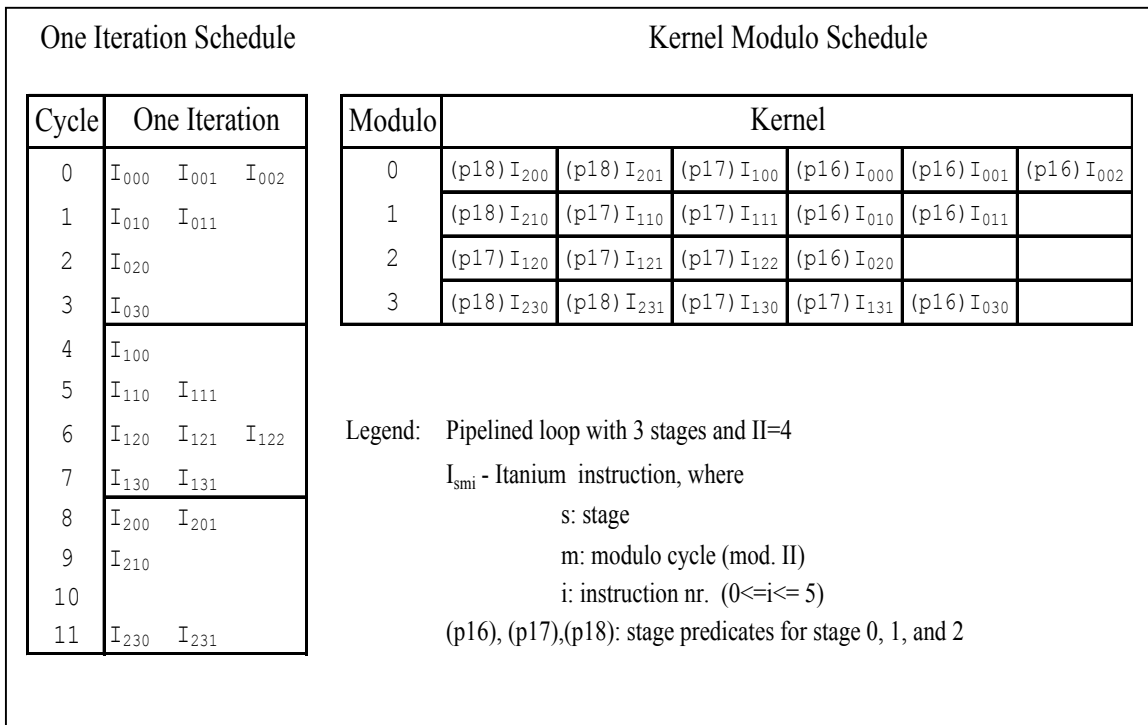 One Iteration Schedule
Kernel Modulo Schedule
Cycle One Iteration
0 I000 I001 I002
1 I010 I011
2 I020
3 I030
4 I100
5 I110 I111
6 I120 I121 I122
7 I130 I131
8 I200 I201
9 I210
10
11 I230 I231
Modulo Kernel
0 (p18)I200 (p18)I201 (p17)I100 (p16)I000 (p16)I001 (p16)I002
1 (p18)I210 (p17)I110 (p17)I111 (p16)I010 (p16)I011
2 (p17)I120 (p17)I121 (p17)I122 (p16)I020
3 (p18)I230 (p18)I231 (p17)I130 (p17)I131 (p16)I030
Legend: Pipelined loop with 3 stages and II=4
Ismi - Itanium instruction, where
s: stage
m: modulo cycle (mod. II)
i: instruction nr. (0<=i<= 5)
(p16), (p17),(p18): stage predicates for stage 0, 1, and 2